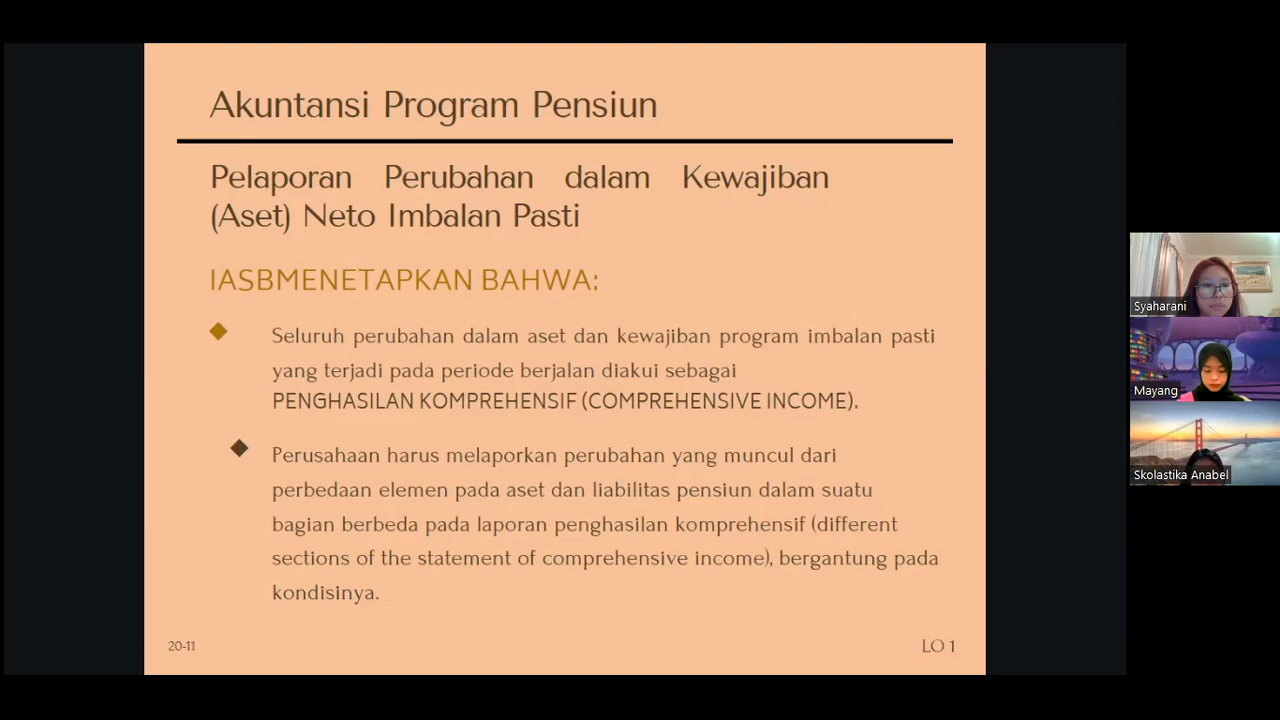 Akuntansi Program Pensiun
Pelaporan Perubahan dalam Kewajiban
(Aset) Neto Imbalan Pasti
IASBMENETAPKAN BAHWA:
Seluruh perubahan dalam aset dan kewajiban program imbalan pasti
yang terjadi pada periode berjalan diakui sebagai
PENGHASILAN KOMPREHENSIF (COMPREHENSIVE INCOME).
Perusahaan harus melaporkan perubahan yang muncul dari
perbedaan elemen pada aset dan liabilitas pensiun dalam suatu
bagian berbeda pada laporan penghasilan komprehensif (different
sections of the statement of comprehensive income), bergantung pada
kondisinya.
20-11
LO 1
Syaharani
Mayang
Skolastika Anabel